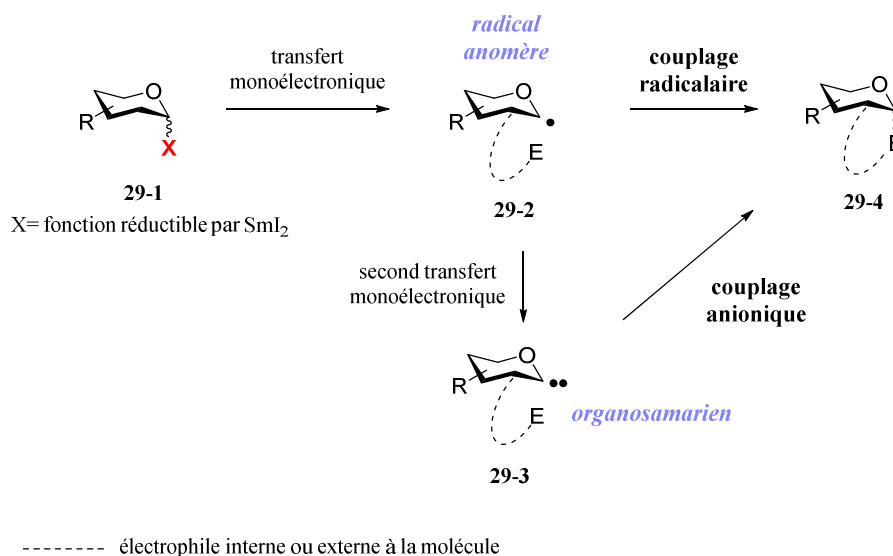 radical
anomère
transfert
monoélectronique
couplage
radicalaire
O
R
X
29-1
X= fonction réductible par SmI2
O
R
E
29-2
O
R
E
29-4
second transfert
monoélectronique
couplage
anionique
O
R
E
organosamarien
29-3
électrophile interne ou externe à la molécule